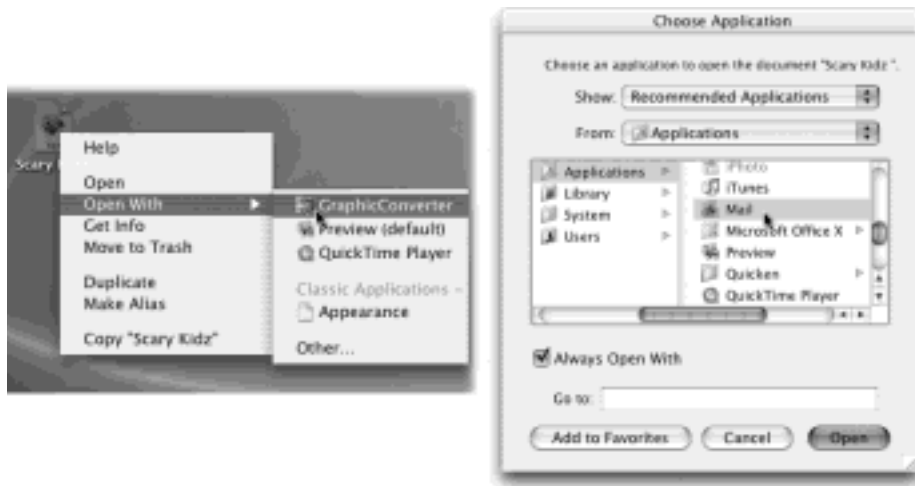 Scary
Help
Open
Open With
Get Info
Move to Trash
Duplicate
Make Alias
Copy "Scary Kidz"
GraphicConverter
Preview (default)
QuickTime Player
Classic Applications –
Appearance
Other...
Choose Application
Choose an application to open the document "Scary Kidz ".
Show: Recommended Applications
From: Applications
Applications
Library
System
Users
iPhoto
iTunes
Mail
Microsoft Office X
Preview
Quicken
QuickTime Player
Always Open With
Go to:
Add to Favorites
Cancel
Open